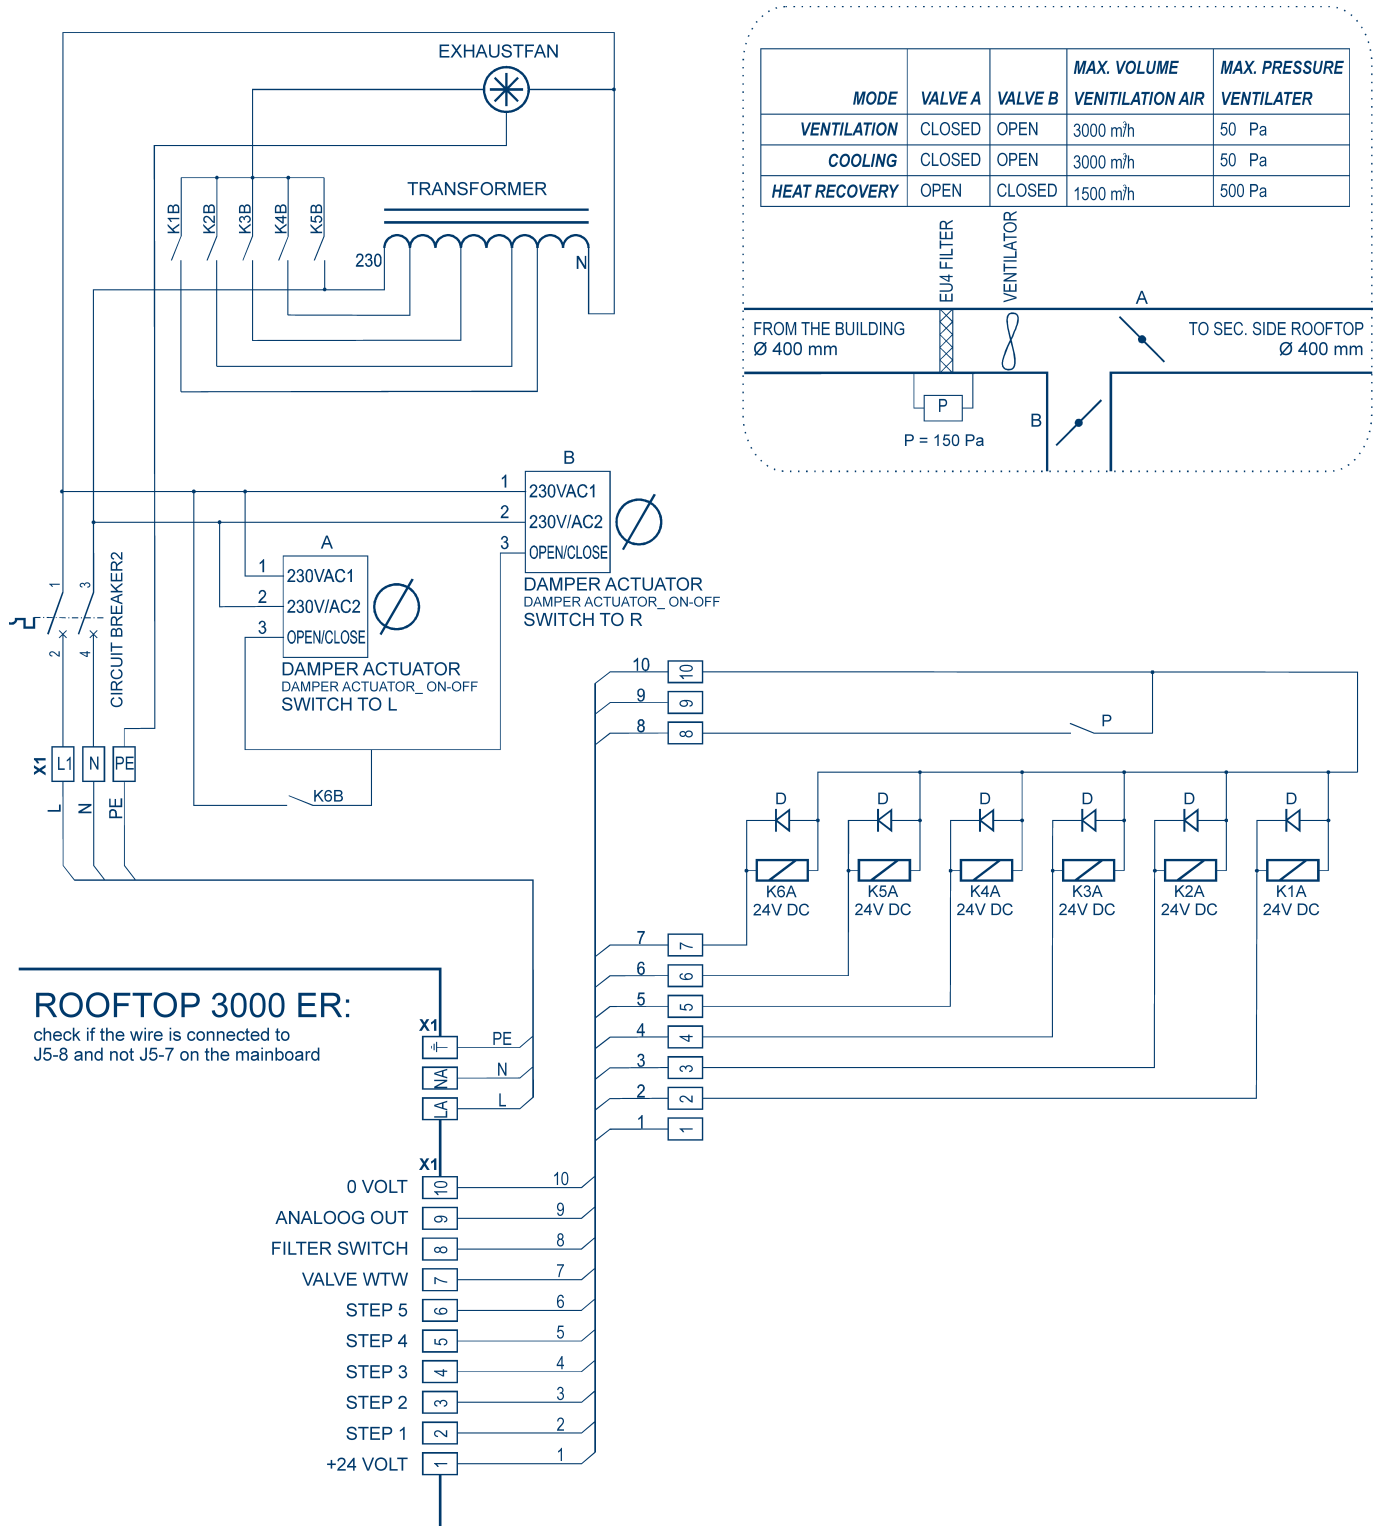 EXHAUSTFAN
TRANSFORMER
K1B
K2B
K3B
K4B
K5B
230
N
MODE VALVE A VALVE B MAX. VOLUME VENITILATION AIR MAX. PRESSURE VENTILATER
VENTILATION CLOSED OPEN 3000 m³/h 50 Pa
COOLING CLOSED OPEN 3000 m³/h 50 Pa
HEAT RECOVERY OPEN CLOSED 1500 m³/h 500 Pa
EU4 FILTER
VENTILATOR
A
FROM THE BUILDING
Ø 400 mm
TO SEC. SIDE ROOFTOP
Ø 400 mm
P
P = 150 Pa
B
B
1 230VAC1
2 230V/AC2
3 OPEN/CLOSE
DAMPER ACTUATOR
DAMPER ACTUATOR_ ON-OFF
SWITCH TO R
A
1 230VAC1
2 230V/AC2
3 OPEN/CLOSE
DAMPER ACTUATOR
DAMPER ACTUATOR_ ON-OFF
SWITCH TO L
1 3
2 4
CIRCUIT BREAKER2
X1 L1 N PE
L N PE
K6B
10 10
9 9
8 8
P
D D D D D D
K6A K5A K4A K3A K2A K1A
24V DC 24V DC 24V DC 24V DC 24V DC 24V DC
7 7
6 6
5 5
4 4
3 3
2 2
1 1
ROOFTOP 3000 ER:
check if the wire is connected to
J5-8 and not J5-7 on the mainboard
X1
PE
NA N
LA L
X1
0 VOLT 10 10
ANALOOG OUT 9 9
FILTER SWITCH 8 8
VALVE WTW 7 7
STEP 5 6 6
STEP 4 5 5
STEP 3 4 4
STEP 2 3 3
STEP 1 2 2
+24 VOLT 1 1